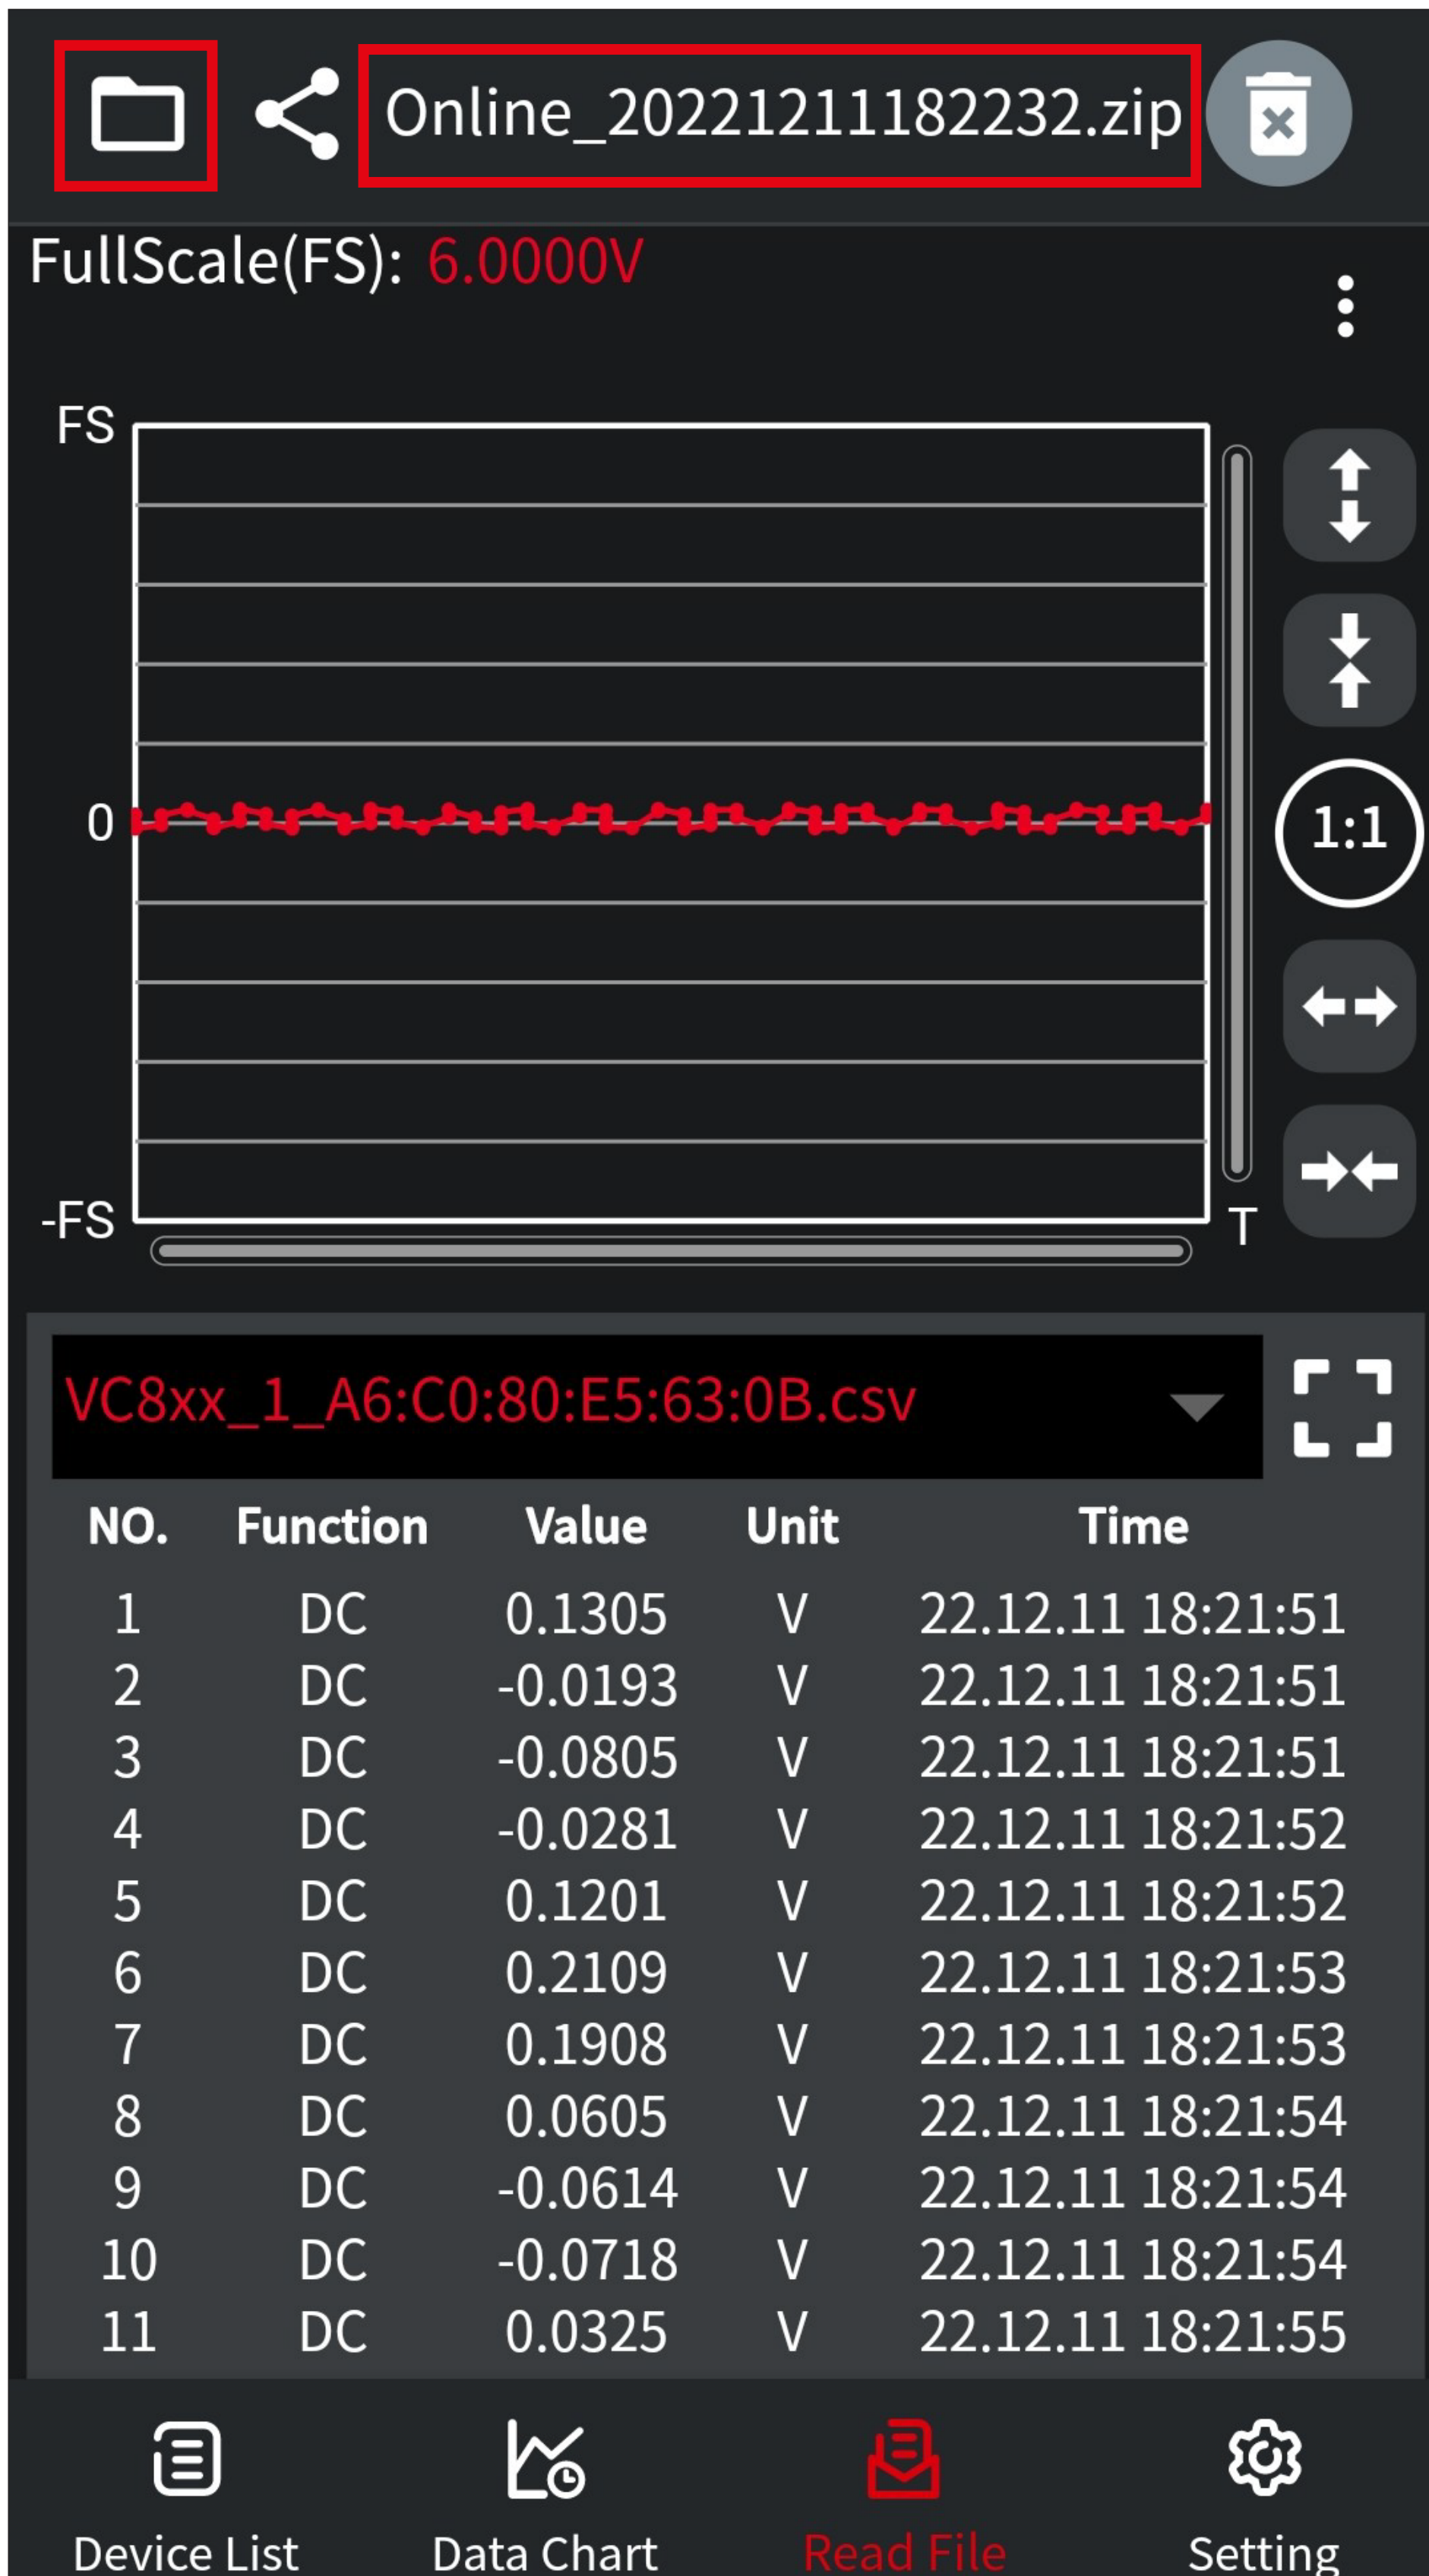 Online_20221211182232.zip
FullScale(FS): 6.0000V
FS
0
1:1
-FS
T
VC8xx_1_A6:C0:80:E5:63:0B.csv
NO. Function Value Unit Time
1 DC 0.1305 V 22.12.11 18:21:51
2 DC -0.0193 V 22.12.11 18:21:51
3 DC -0.0805 V 22.12.11 18:21:51
4 DC -0.0281 V 22.12.11 18:21:52
5 DC 0.1201 V 22.12.11 18:21:52
6 DC 0.2109 V 22.12.11 18:21:53
7 DC 0.1908 V 22.12.11 18:21:53
8 DC 0.0605 V 22.12.11 18:21:54
9 DC -0.0614 V 22.12.11 18:21:54
10 DC -0.0718 V 22.12.11 18:21:54
11 DC 0.0325 V 22.12.11 18:21:55
Device List Data Chart Read File Setting